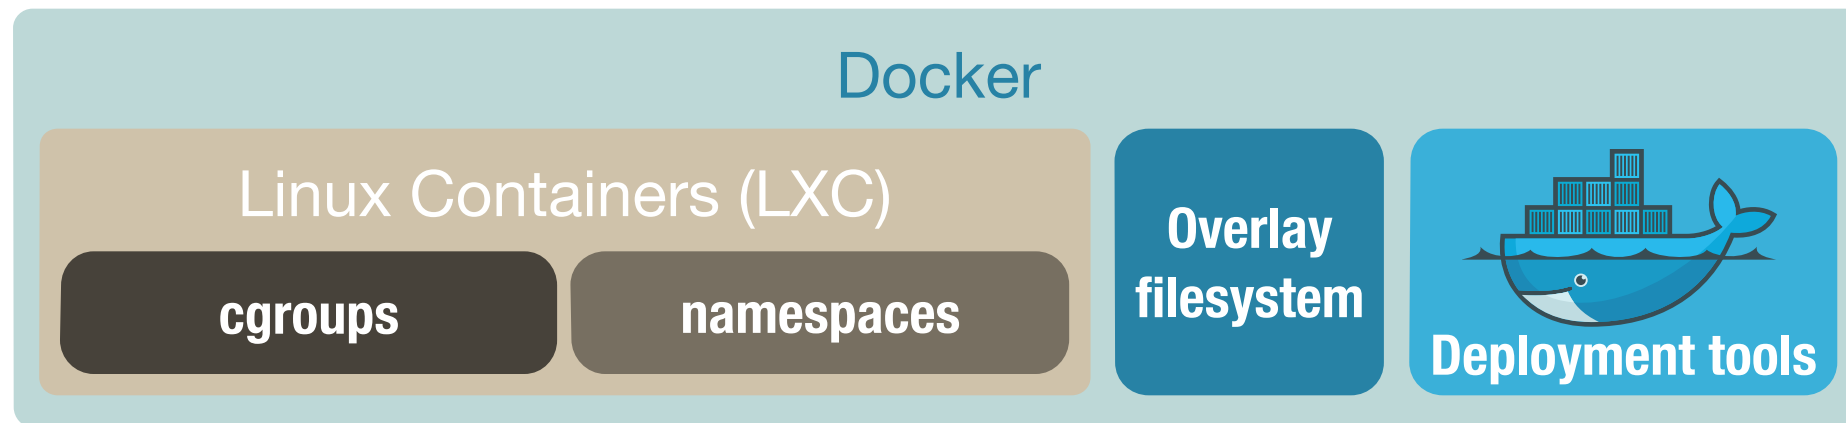 Docker
Linux Containers (LXC)
cgroups
namespaces
Overlay
filesystem
Deployment tools